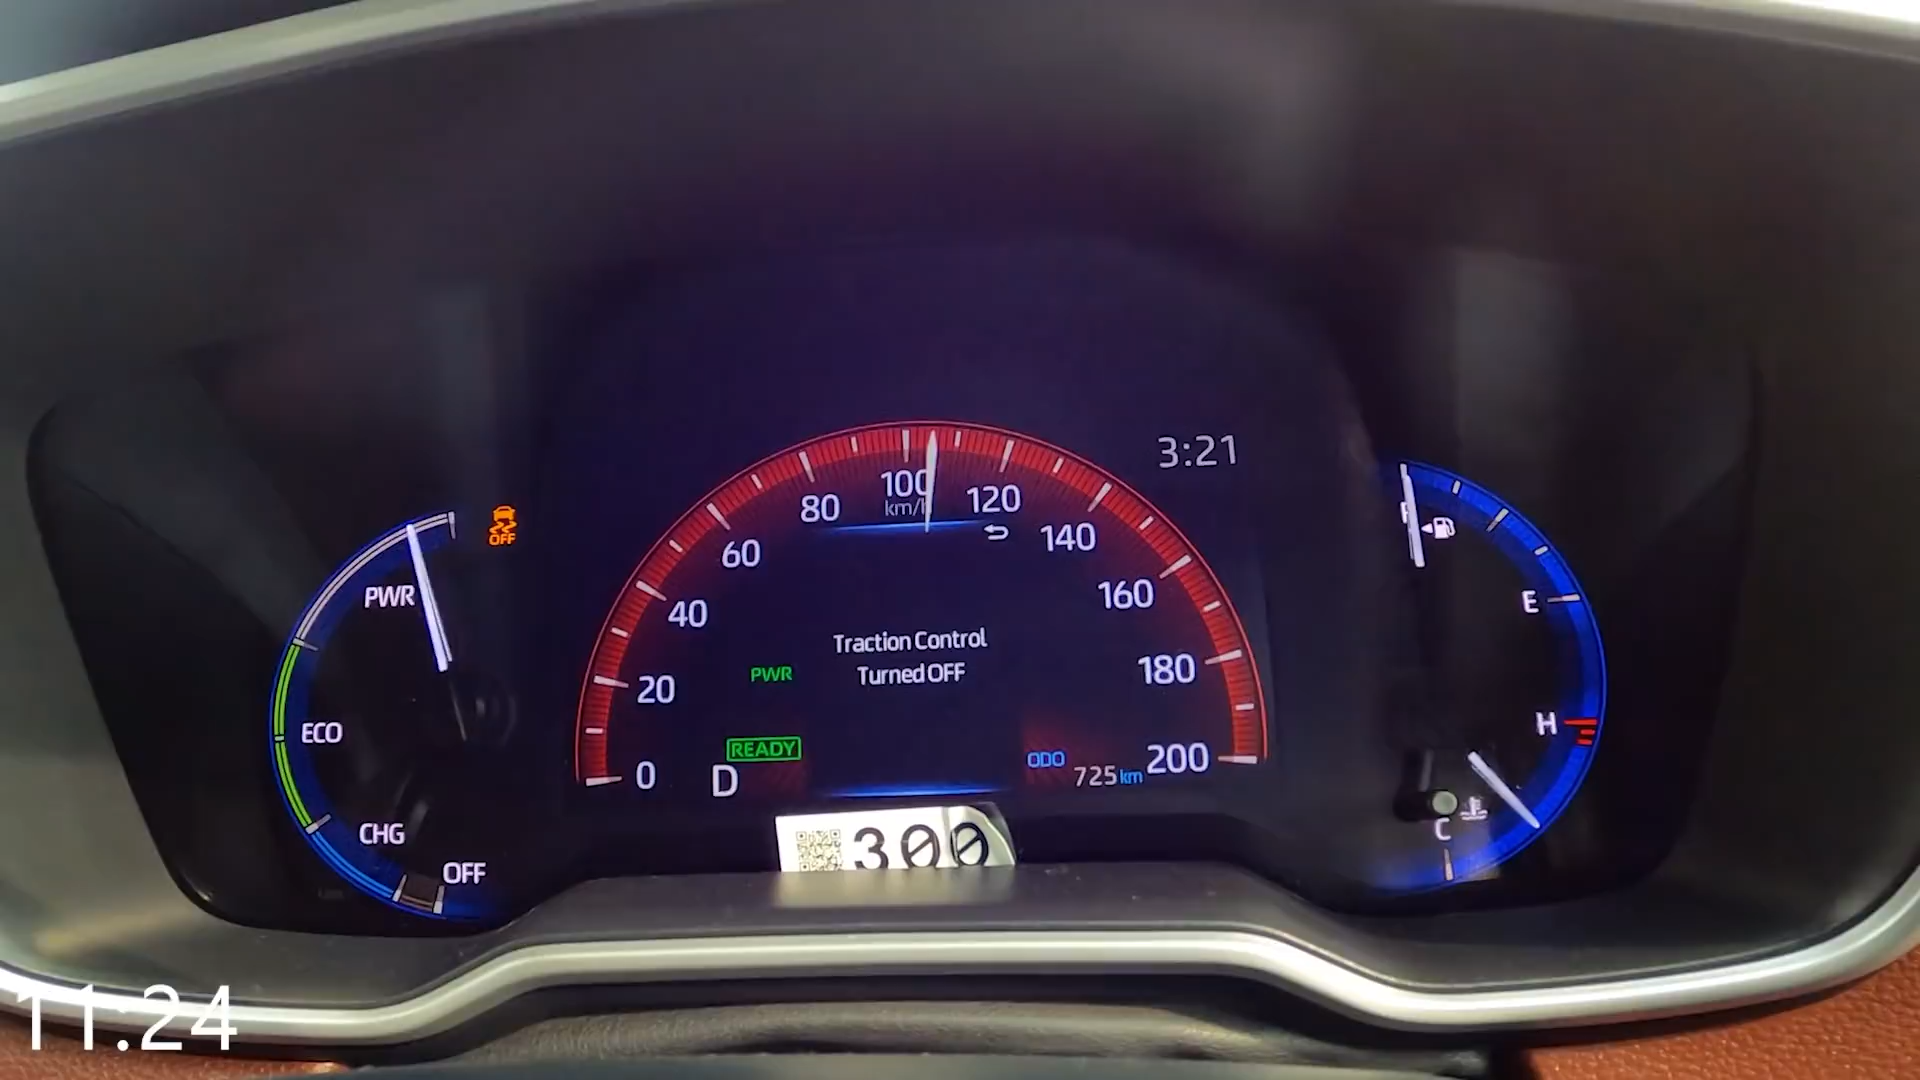 3:21
80
100
120
km/h
60
140
40
160
20
180
0
200
Traction Control
Turned OFF
PWR
READY
D
ODO
725 km
OFF
PWR
ECO
CHG
OFF
F
E
H
C
300
11:24